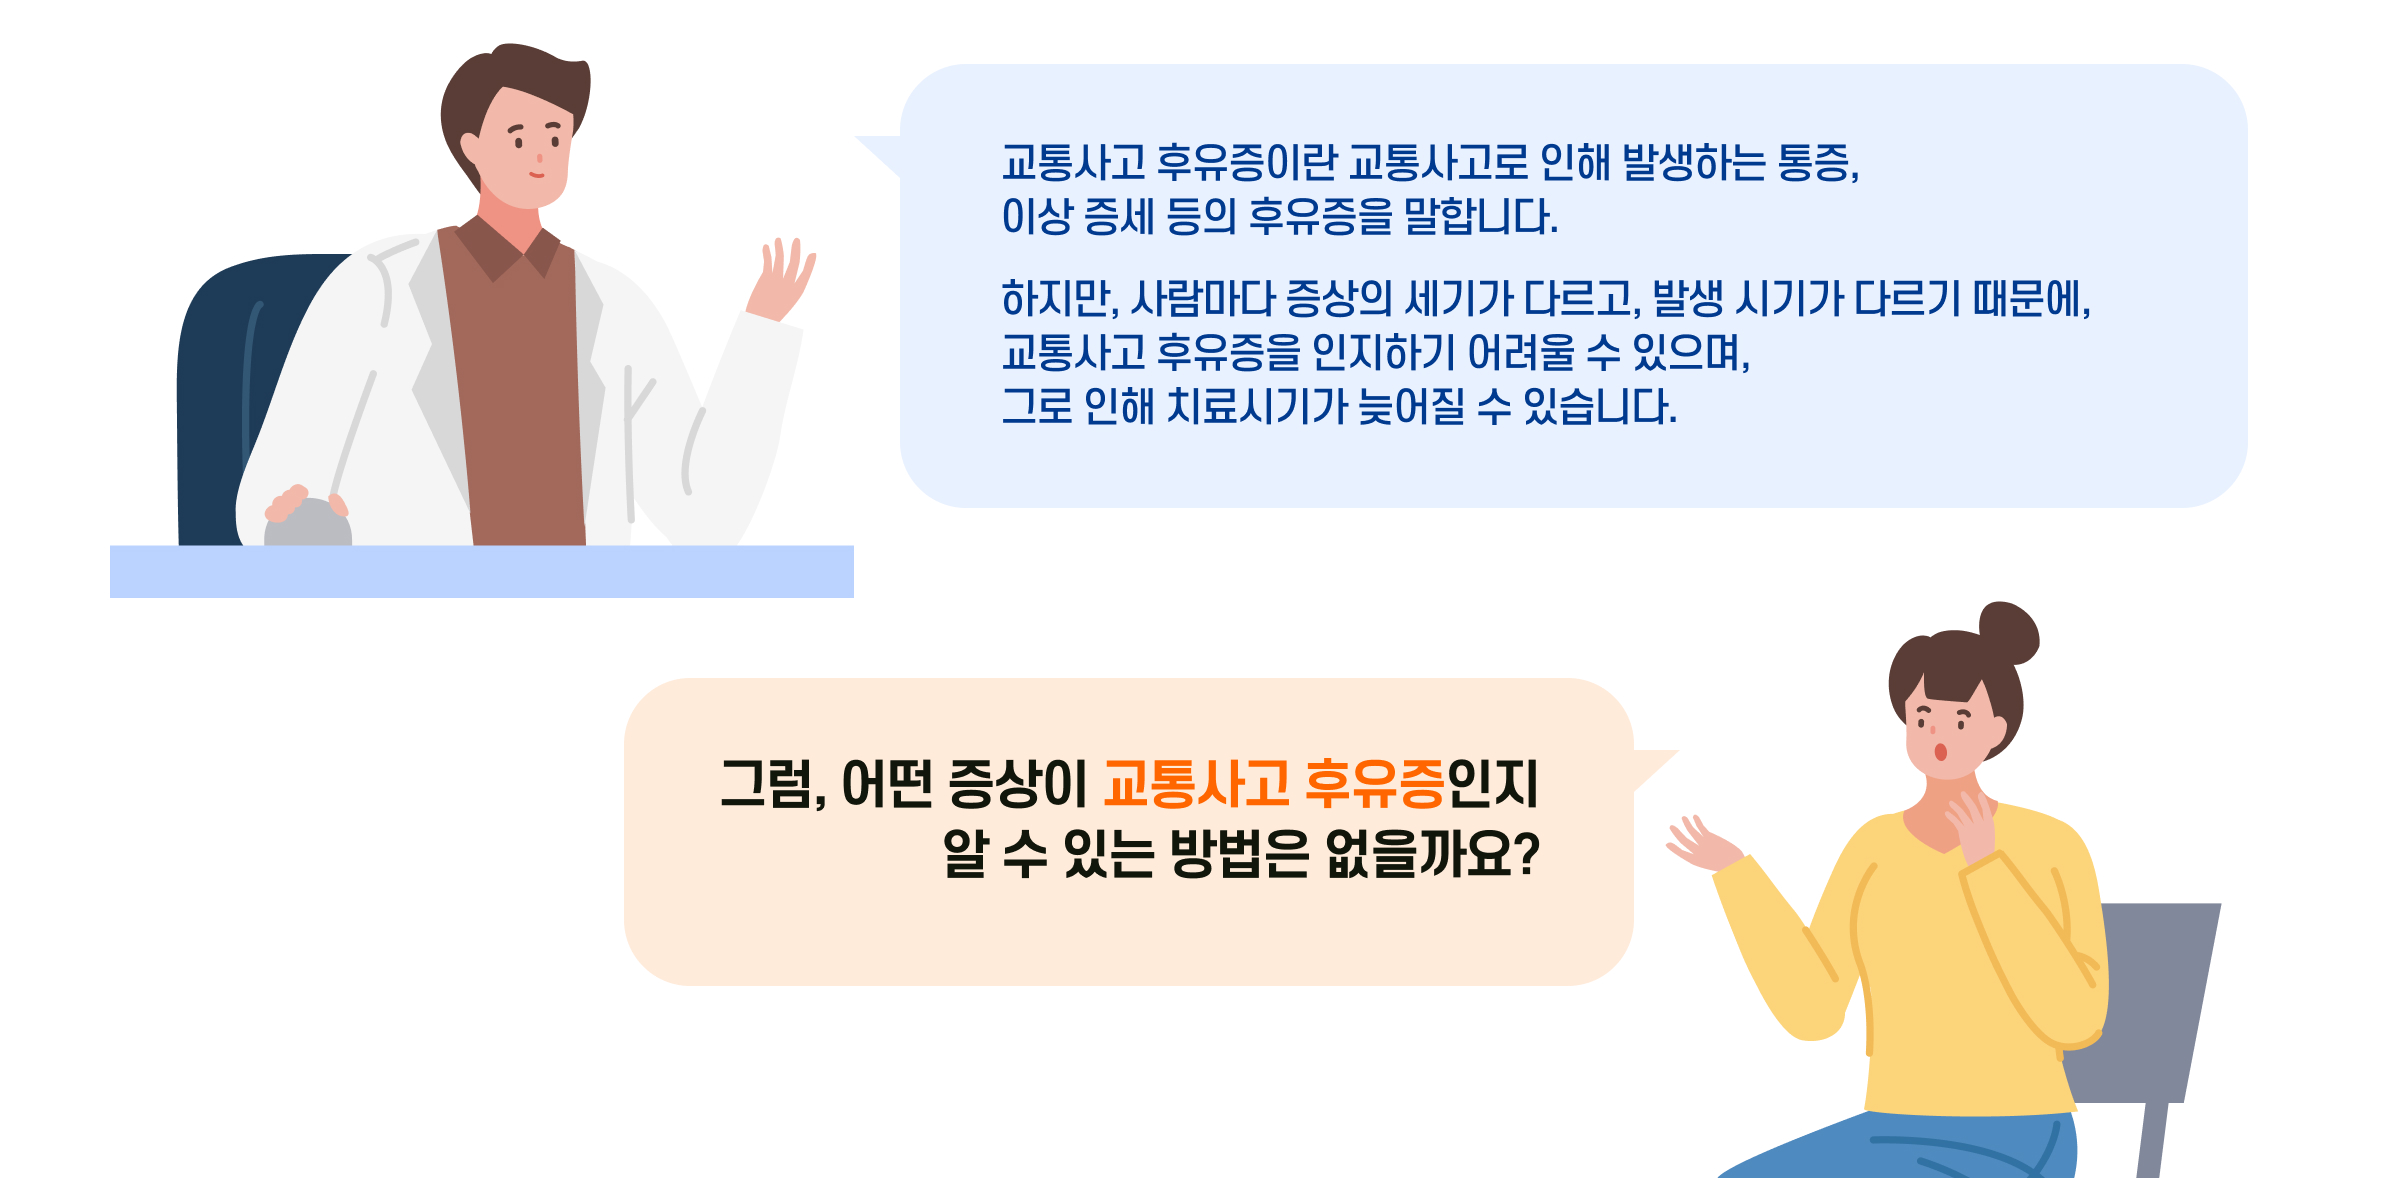 교통사고 후유증이란 교통사고로 인해 발생하는 통증,
이상 증세 등의 후유증을 말합니다.
하지만, 사람마다 증상의 세기가 다르고, 발생 시기가 다르기 때문에,
교통사고 후유증을 인지하기 어려울 수 있으며,
그로 인해 치료시기가 늦어질 수 있습니다.
그럼, 어떤 증상이 교통사고 후유증인지
알 수 있는 방법은 없을까요?